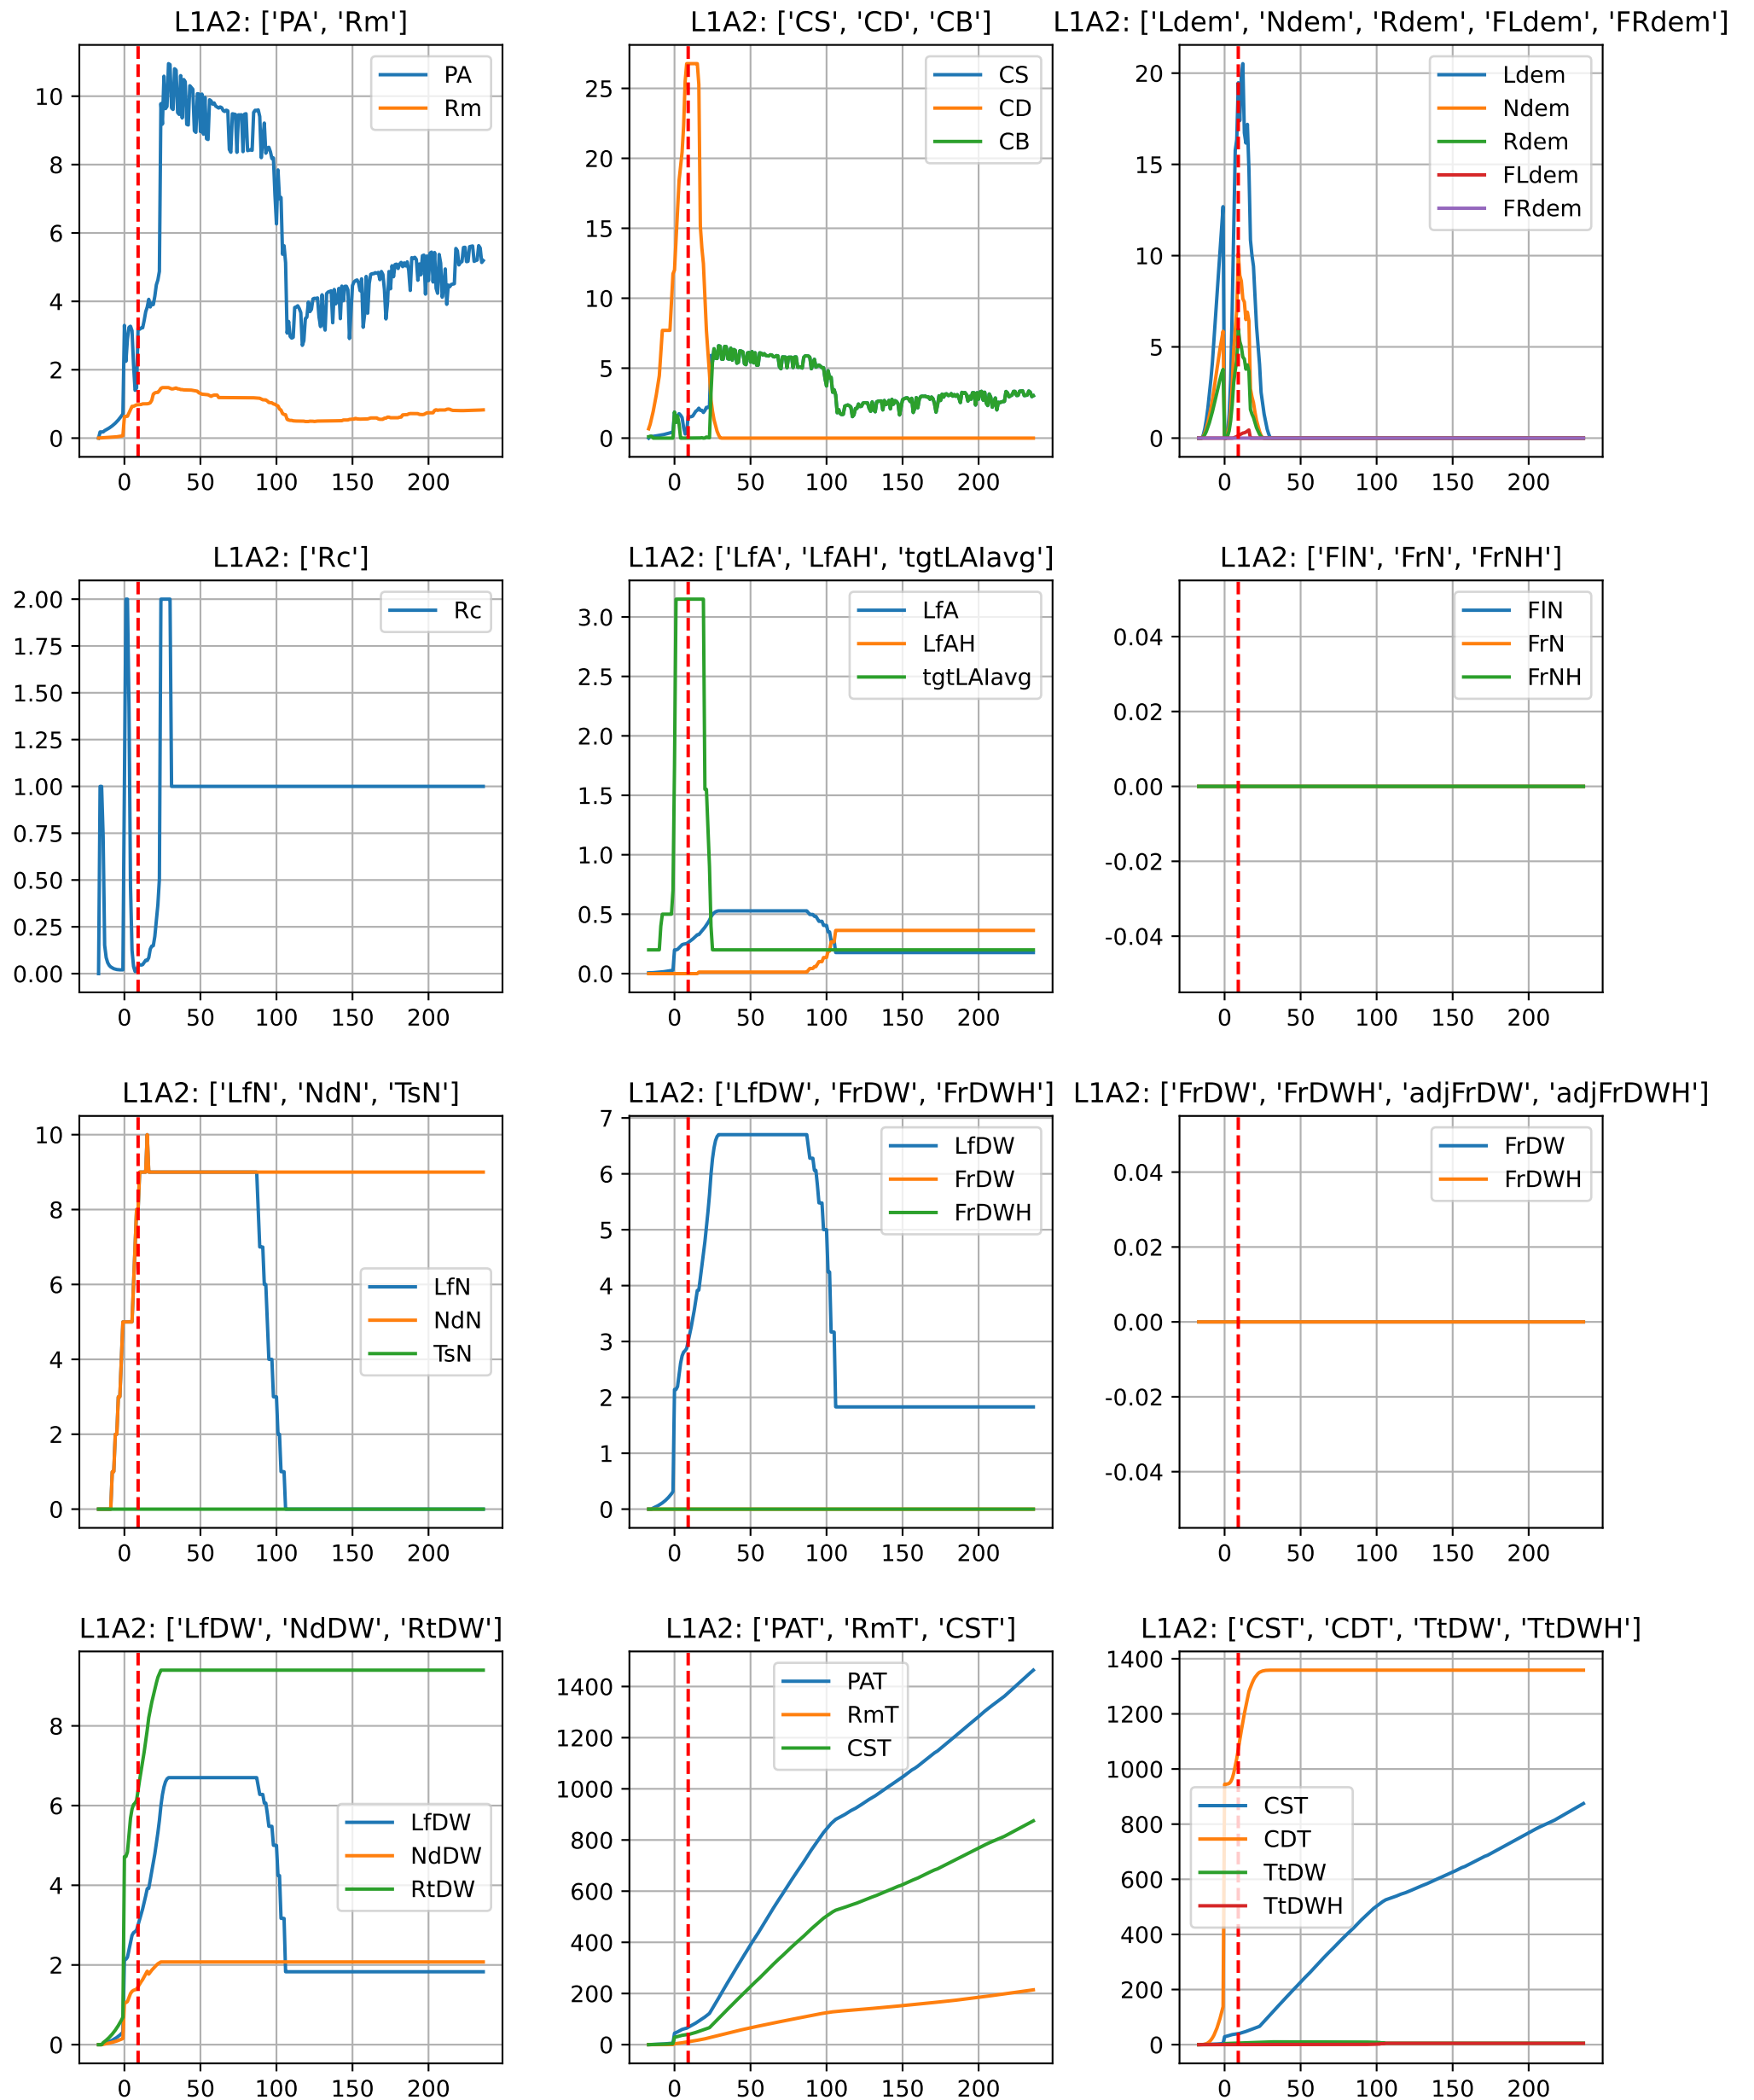 L1A2: ['PA', 'Rm']
PA
Rm
10
8
6
4
2
0
0 50 100 150 200
L1A2: ['CS', 'CD', 'CB']
CS
CD
CB
25
20
15
10
5
0
0 50 100 150 200
L1A2: ['Ldem', 'Ndem', 'Rdem', 'FLdem', 'FRdem']
Ldem
Ndem
Rdem
FLdem
FRdem
20
15
10
5
0
0 50 100 150 200
L1A2: ['Rc']
Rc
2.00
1.75
1.50
1.25
1.00
0.75
0.50
0.25
0.00
0 50 100 150 200
L1A2: ['LfA', 'LfAH', 'tgtLAIavg']
LfA
LfAH
tgtLAIavg
3.0
2.5
2.0
1.5
1.0
0.5
0.0
0 50 100 150 200
L1A2: ['FlN', 'FrN', 'FrNH']
FlN
FrN
FrNH
0.04
0.02
0.00
-0.02
-0.04
0 50 100 150 200
L1A2: ['LfN', 'NdN', 'TsN']
LfN
NdN
TsN
10
8
6
4
2
0
0 50 100 150 200
L1A2: ['LfDW', 'FrDW', 'FrDWH']
LfDW
FrDW
FrDWH
7
6
5
4
3
2
1
0
0 50 100 150 200
L1A2: ['FrDW', 'FrDWH', 'adjFrDW', 'adjFrDWH']
FrDW
FrDWH
0.04
0.02
0.00
-0.02
-0.04
0 50 100 150 200
L1A2: ['LfDW', 'NdDW', 'RtDW']
LfDW
NdDW
RtDW
8
6
4
2
0
0 50 100 150 200
L1A2: ['PAT', 'RmT', 'CST']
PAT
RmT
CST
1400
1200
1000
800
600
400
200
0
0 50 100 150 200
L1A2: ['CST', 'CDT', 'TtDW', 'TtDWH']
CST
CDT
TtDW
TtDWH
1400
1200
1000
800
600
400
200
0
0 50 100 150 200